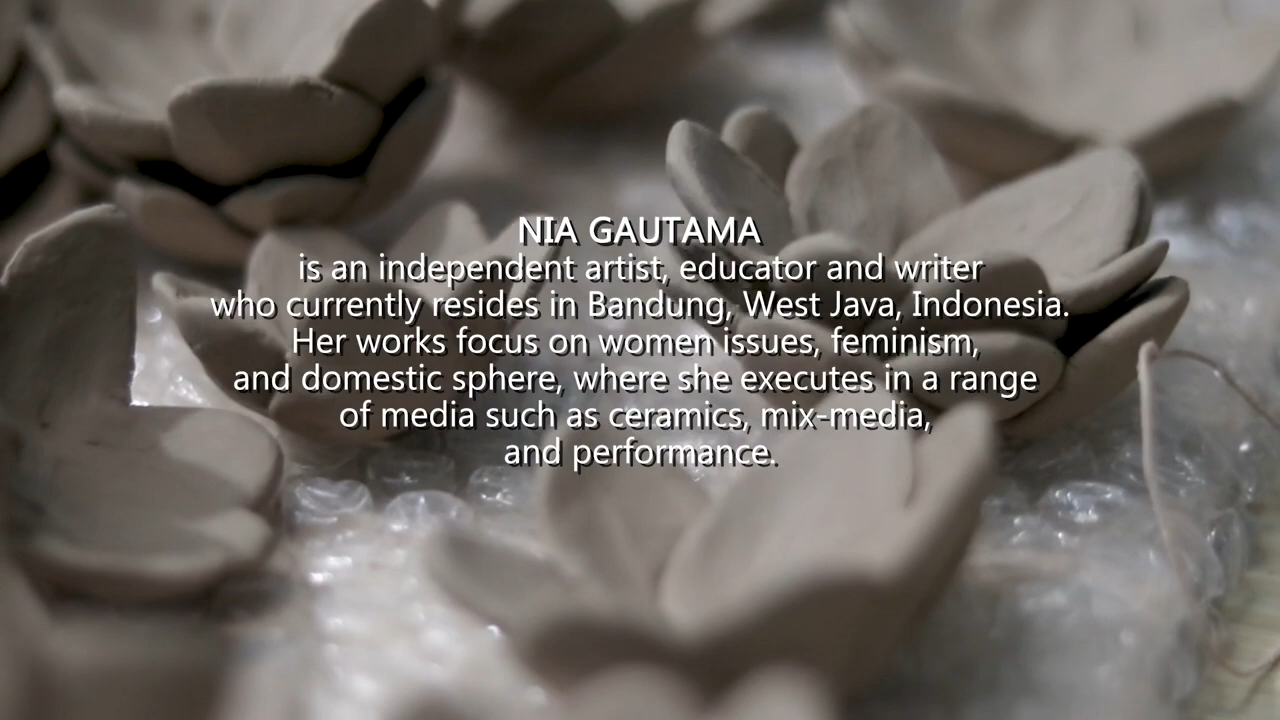 NIA GAUTAMA
is an independent artist, educator and writer
who currently resides in Bandung, West Java, Indonesia.
Her works focus on women issues, feminism,
and domestic sphere, where she executes in a range
of media such as ceramics, mix-media,
and performance.